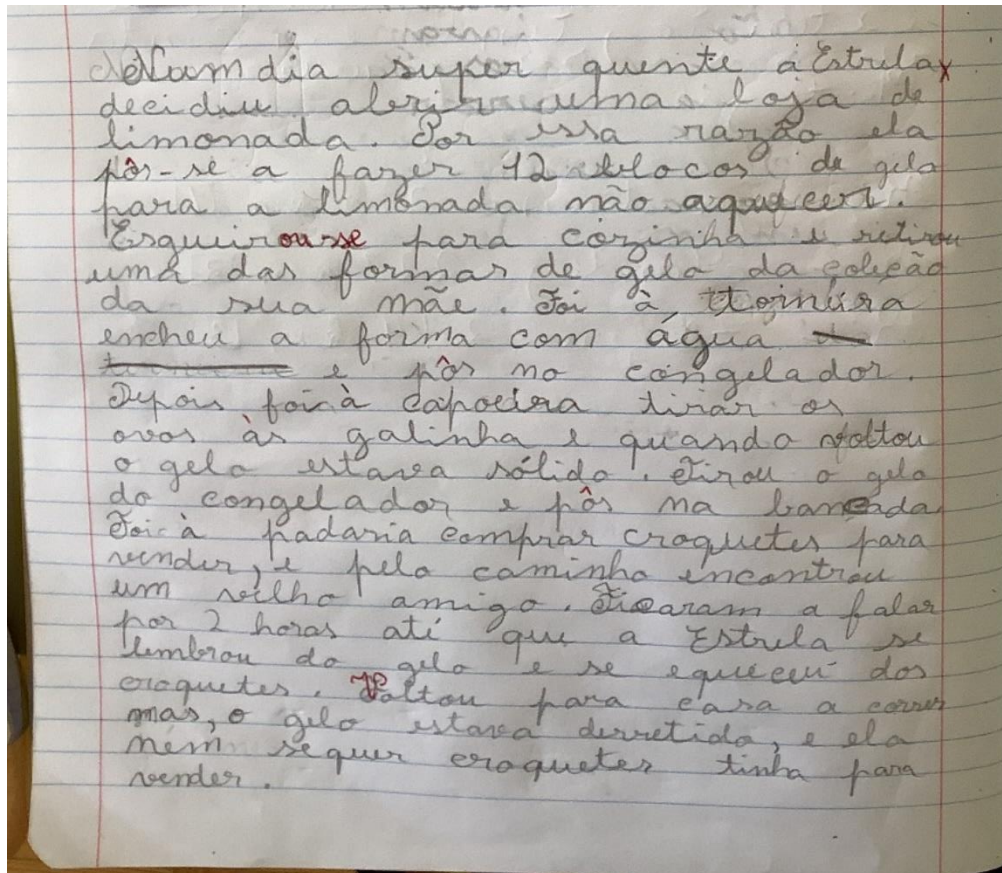 Num dia super quente a Estrela
decidiu abrir uma loja de
limonada. Por essa razão ela
pôs-se a fazer 12 blocos de gelo
para a limonada não aquecer.
Esgueirou-se para cozinha e retirou
uma das formas de gelo da coleção
da sua mãe. Foi à torneira
encheu a forma com água
e pôs no congelador.
Depois foi à capoeira tirar os
ovos às galinha e quando voltou
o gelo estava sólido. Tirou o gelo
do congelador e pôs na bancada
Foi à padaria comprar croquetes para
vender, e pelo caminho encontrou
um velho amigo. Ficaram a falar
por 2 horas até que a Estrela se
lembrou do gelo e se equeceu dos
croquetes. Voltou para casa a correr
mas, o gelo estava derretido, e ela
nem sequer croquetes tinha para
vender.